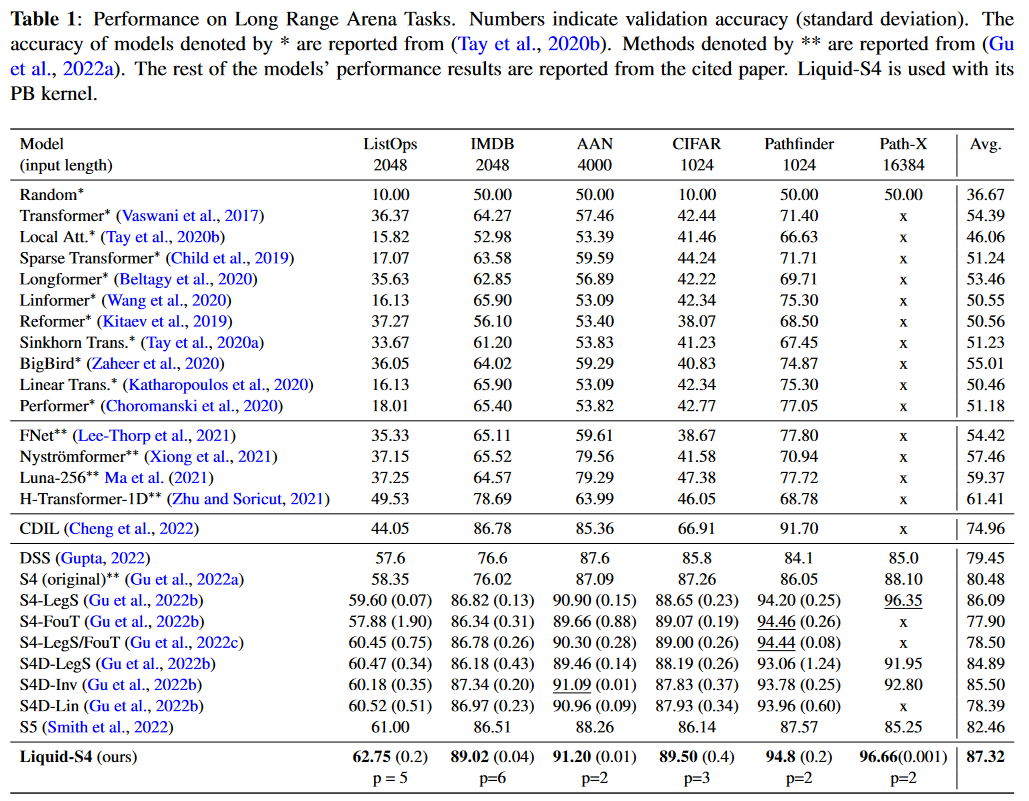 Table 1: Performance on Long Range Arena Tasks. Numbers indicate validation accuracy (standard deviation). The
accuracy of models denoted by * are reported from (Tay et al., 2020b). Methods denoted by ** are reported from (Gu
et al., 2022a). The rest of the models' performance results are reported from the cited paper. Liquid-S4 is used with its
PB kernel.
Model ListOps IMDB AAN CIFAR Pathfinder Path-X Avg.
(input length) 2048 2048 4000 1024 1024 16384
Random* 10.00 50.00 50.00 10.00 50.00 50.00 36.67
Transformer* (Vaswani et al., 2017) 36.37 64.27 57.46 42.44 71.40 x 54.39
Local Att.* (Tay et al., 2020b) 15.82 52.98 53.39 41.46 66.63 x 46.06
Sparse Transformer* (Child et al., 2019) 17.07 63.58 59.59 44.24 71.71 x 51.24
Longformer* (Beltagy et al., 2020) 35.63 62.85 56.89 42.22 69.71 x 53.46
Linformer* (Wang et al., 2020) 16.13 65.90 53.09 42.34 75.30 x 50.55
Reformer* (Kitaev et al., 2019) 37.27 56.10 53.40 38.07 68.50 x 50.56
Sinkhorn Trans.* (Tay et al., 2020a) 33.67 61.20 53.83 41.23 67.45 x 51.23
BigBird* (Zaheer et al., 2020) 36.05 64.02 59.29 40.83 74.87 x 55.01
Linear Trans.* (Katharopoulos et al., 2020) 16.13 65.90 53.09 42.34 75.30 x 50.46
Performer* (Choromanski et al., 2020) 18.01 65.40 53.82 42.77 77.05 x 51.18
FNet** (Lee-Thorp et al., 2021) 35.33 65.11 59.61 38.67 77.80 x 54.42
Nyströmformer** (Xiong et al., 2021) 37.15 65.52 79.56 41.58 70.94 x 57.46
Luna-256** Ma et al. (2021) 37.25 64.57 79.29 47.38 77.72 x 59.37
H-Transformer-1D** (Zhu and Soricut, 2021) 49.53 78.69 63.99 46.05 68.78 x 61.41
CDIL (Cheng et al., 2022) 44.05 86.78 85.36 66.91 91.70 x 74.96
DSS (Gupta, 2022) 57.6 76.6 87.6 85.8 84.1 85.0 79.45
S4 (original)** (Gu et al., 2022a) 58.35 76.02 87.09 87.26 86.05 88.10 80.48
S4-LegS (Gu et al., 2022b) 59.60 (0.07) 86.82 (0.13) 90.90 (0.15) 88.65 (0.23) 94.20 (0.25) 96.35 86.09
S4-FouT (Gu et al., 2022b) 57.88 (1.90) 86.34 (0.31) 89.66 (0.88) 89.07 (0.19) 94.46 (0.26) x 77.90
S4-LegS/FouT (Gu et al., 2022c) 60.45 (0.75) 86.78 (0.26) 90.30 (0.28) 89.00 (0.26) 94.44 (0.08) x 78.50
S4D-LegS (Gu et al., 2022b) 60.47 (0.34) 86.18 (0.43) 89.46 (0.14) 88.19 (0.26) 93.06 (1.24) 91.95 84.89
S4D-Inv (Gu et al., 2022b) 60.18 (0.35) 87.34 (0.20) 91.09 (0.01) 87.83 (0.37) 93.78 (0.25) 92.80 85.50
S4D-Lin (Gu et al., 2022b) 60.52 (0.51) 86.97 (0.23) 90.96 (0.09) 87.93 (0.34) 93.96 (0.60) x 78.39
S5 (Smith et al., 2022) 61.00 86.51 88.26 86.14 87.57 85.25 82.46
Liquid-S4 (ours) 62.75 (0.2) 89.02 (0.04) 91.20 (0.01) 89.50 (0.4) 94.8 (0.2) 96.66(0.001) 87.32
p = 5 p=6 p=2 p=3 p=2 p=2